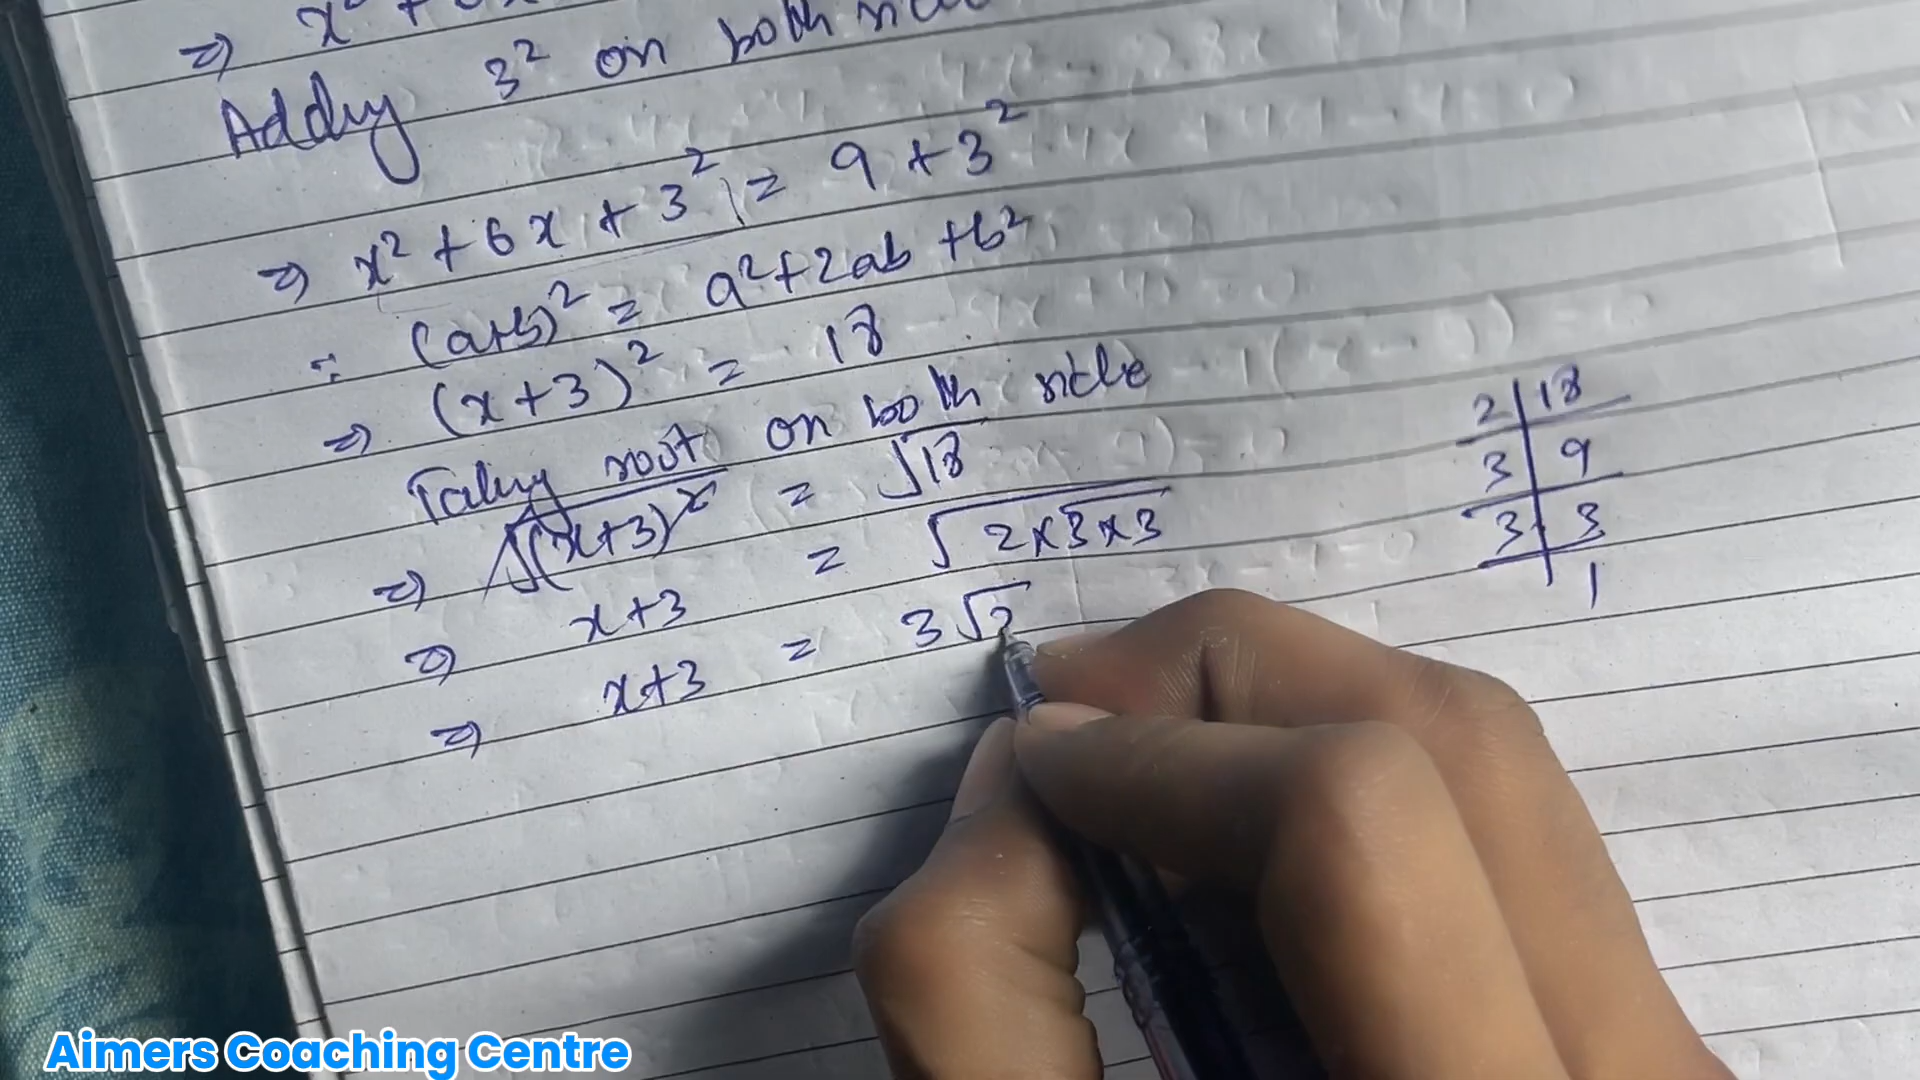 ⇒ x² + 6x
Adding 3² on both side
⇒ x² + 6x + 3² = 9 + 3²
∵ (a+b)² = a²+2ab+b²
⇒ (x+3)² = 18
Taking root on both side
⇒ √(x+3)² = √18
⇒ x+3 = √2×3×3
⇒ x+3 = 3√2
2 | 18
3 | 9
3 | 3
1
Aimers Coaching Centre